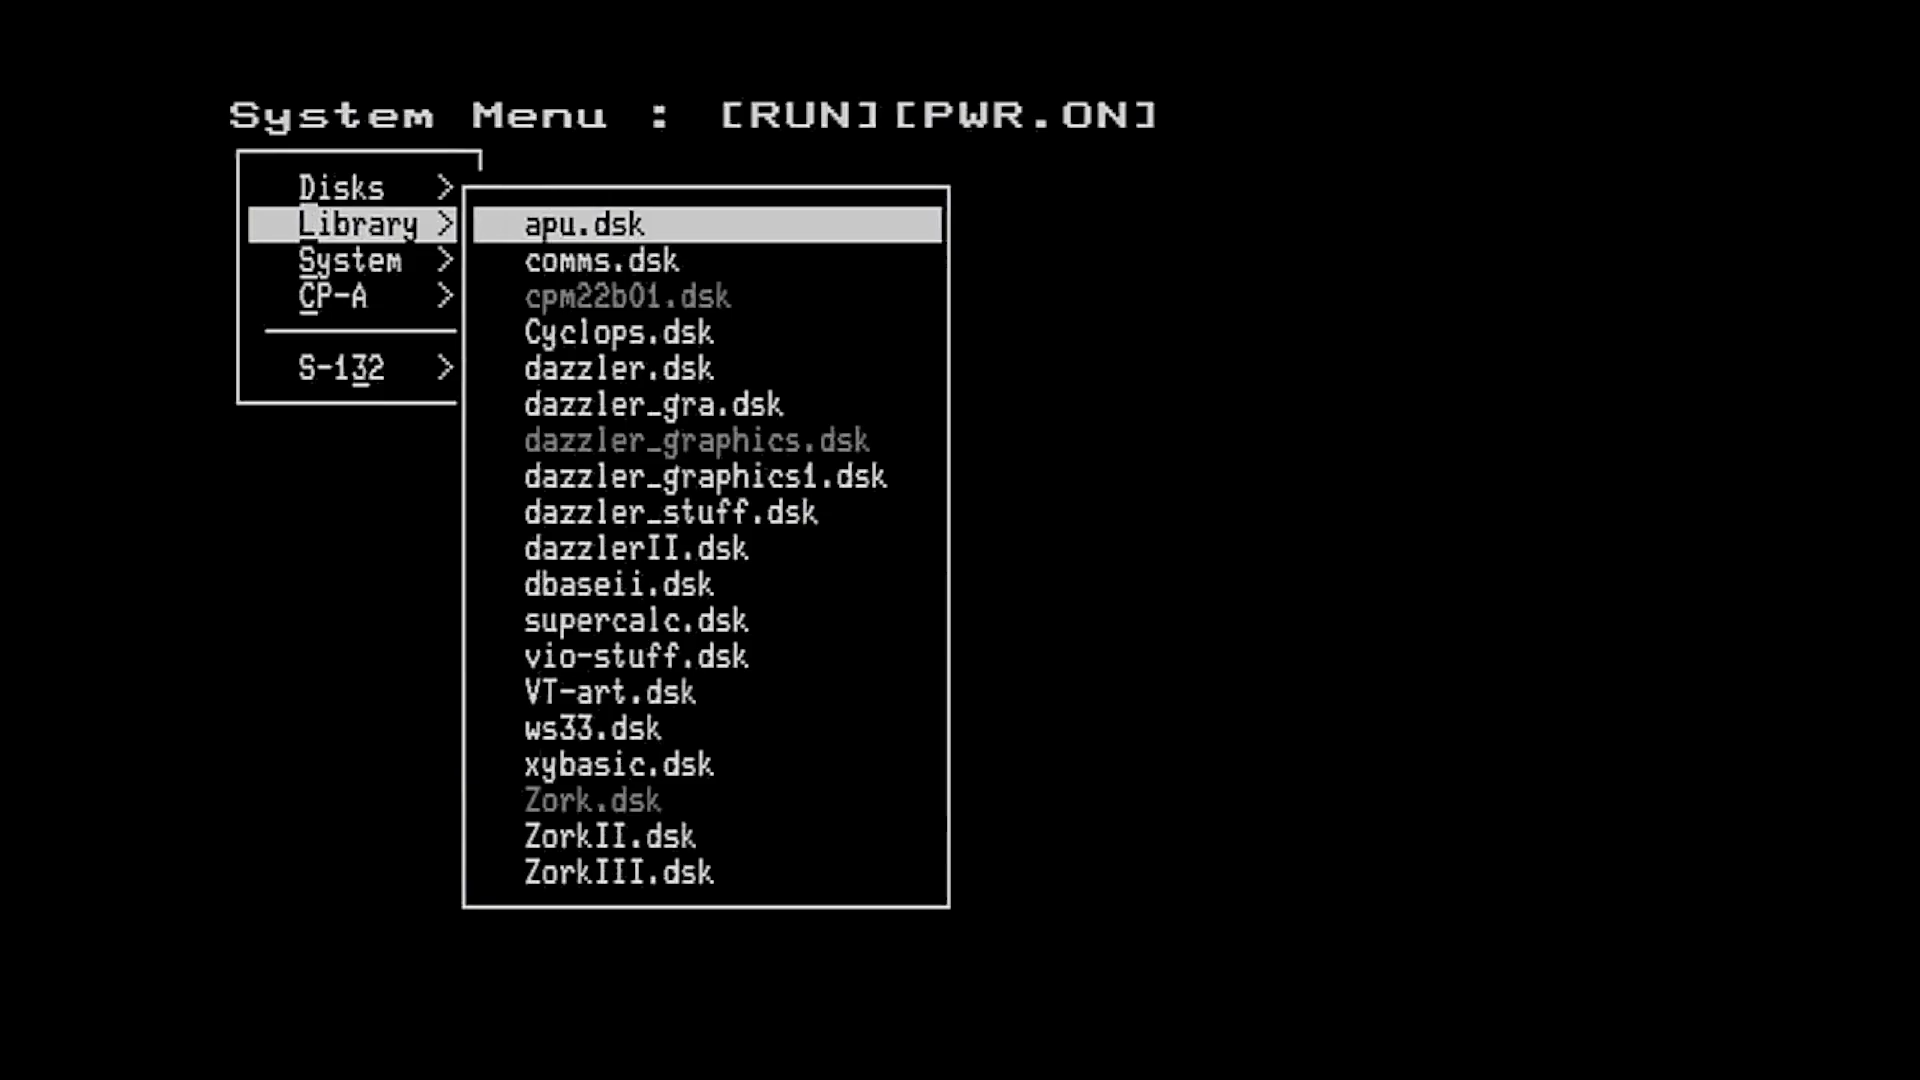 System Menu : [RUN][PWR.ON]
Disks >
Library >
System >
CP-A >
S-132 >
apu.dsk
comms.dsk
cpm22b01.dsk
Cyclops.dsk
dazzler.dsk
dazzler_gra.dsk
dazzler_graphics.dsk
dazzler_graphics1.dsk
dazzler_stuff.dsk
dazzlerII.dsk
dbaseii.dsk
supercalc.dsk
vio-stuff.dsk
VT-art.dsk
ws33.dsk
xybasic.dsk
Zork.dsk
ZorkII.dsk
ZorkIII.dsk